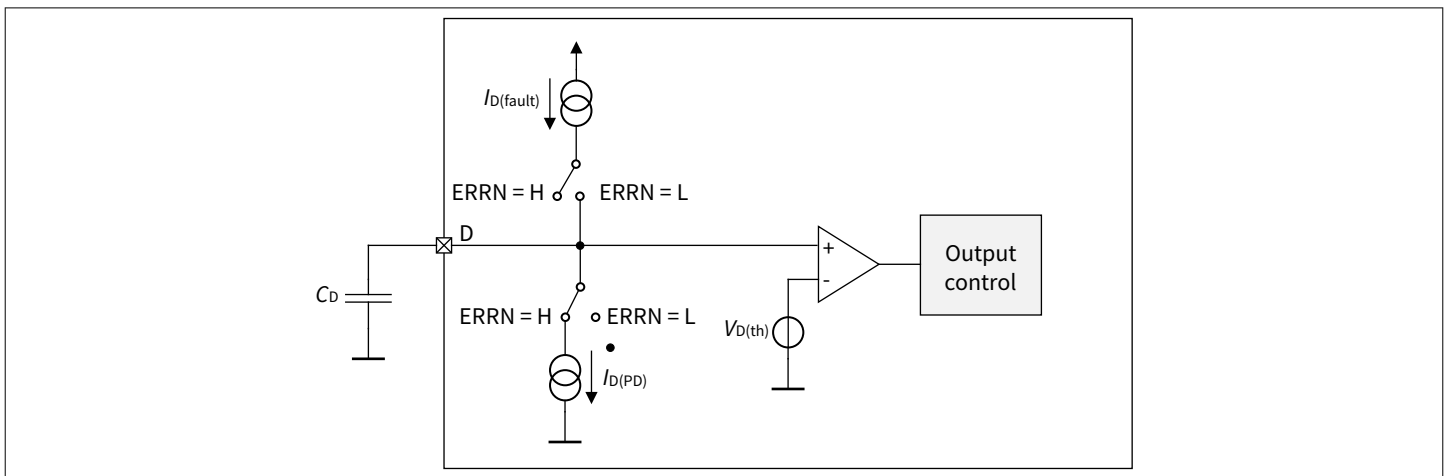 ID(fault)
ERRN = H
ERRN = L
D
+
-
Output
control
CD
ERRN = H
ERRN = L
VD(th)
ID(PD)